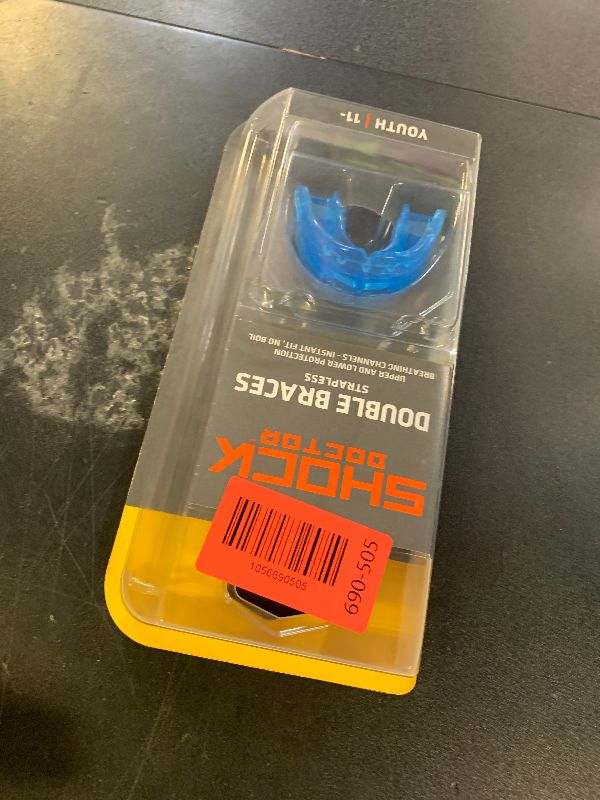 SHOCK
DOCTOR
DOUBLE BRACES
STRAPLESS
UPPER AND LOWER PROTECTION
BREATHING CHANNELS - INSTANT FIT, NO BOIL
YOUTH | 11-
1056690505
690-505